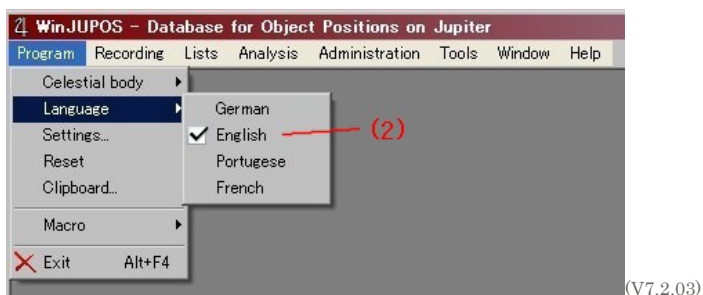 WinJUPOS - Database for Object Positions on Jupiter
Program Recording Lists Analysis Administration Tools Window Help
Celestial body
Language
Settings...
Reset
Clipboard...
Macro
Exit Alt+F4
German
English
Portugese
French
(2)
(V7.2.03)